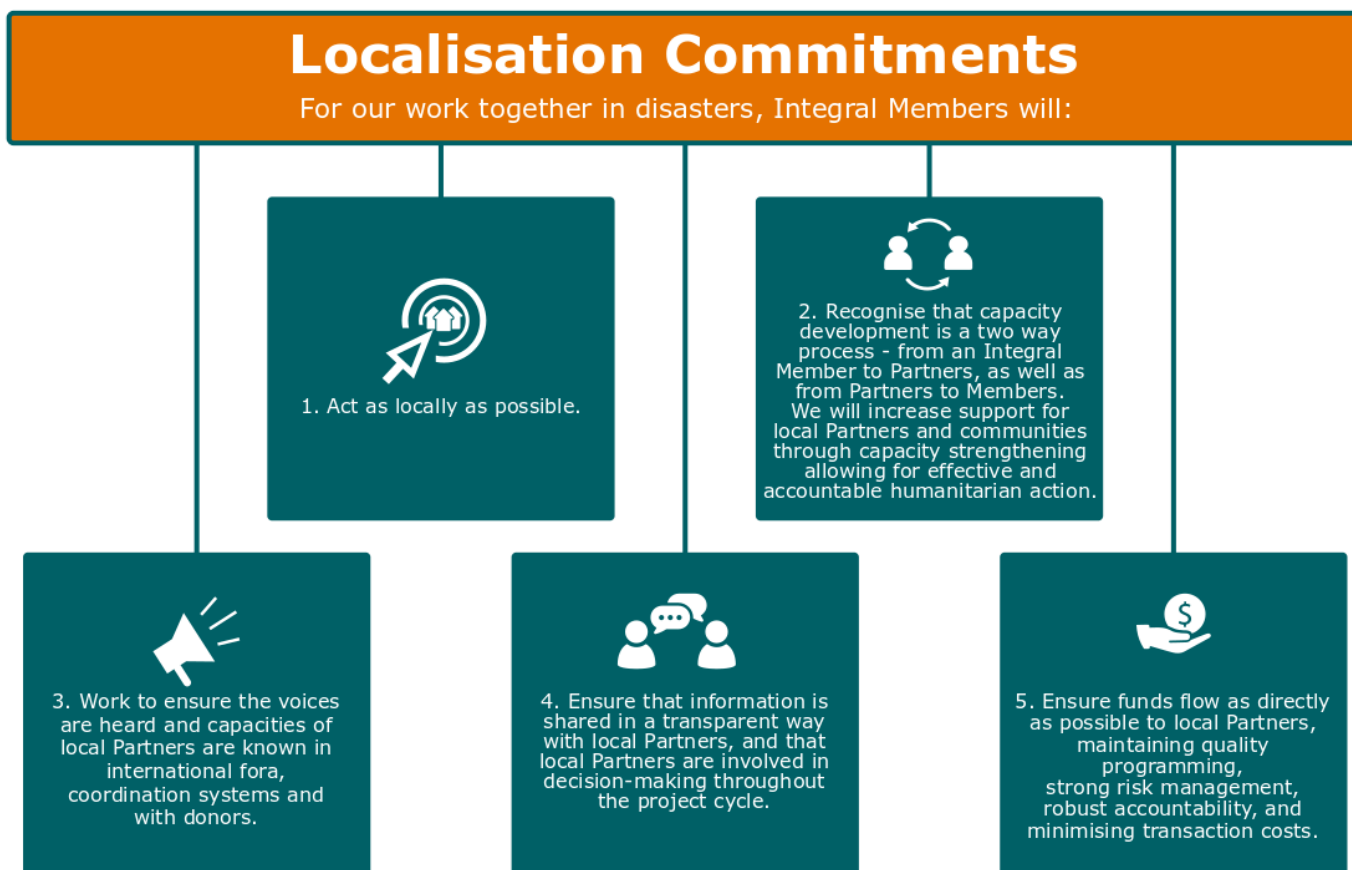 Localisation Commitments
For our work together in disasters, Integral Members will:
1. Act as locally as possible.
2. Recognise that capacity
development is a two way
process - from an Integral
Member to Partners, as well as
from Partners to Members.
We will increase support for
local Partners and communities
through capacity strengthening
allowing for effective and
accountable humanitarian action.
3. Work to ensure the voices
are heard and capacities of
local Partners are known in
international fora,
coordination systems and
with donors.
4. Ensure that information is
shared in a transparent way
with local Partners, and that
local Partners are involved in
decision-making throughout
the project cycle.
$
5. Ensure funds flow as directly
as possible to local Partners,
maintaining quality
programming,
strong risk management,
robust accountability, and
minimising transaction costs.